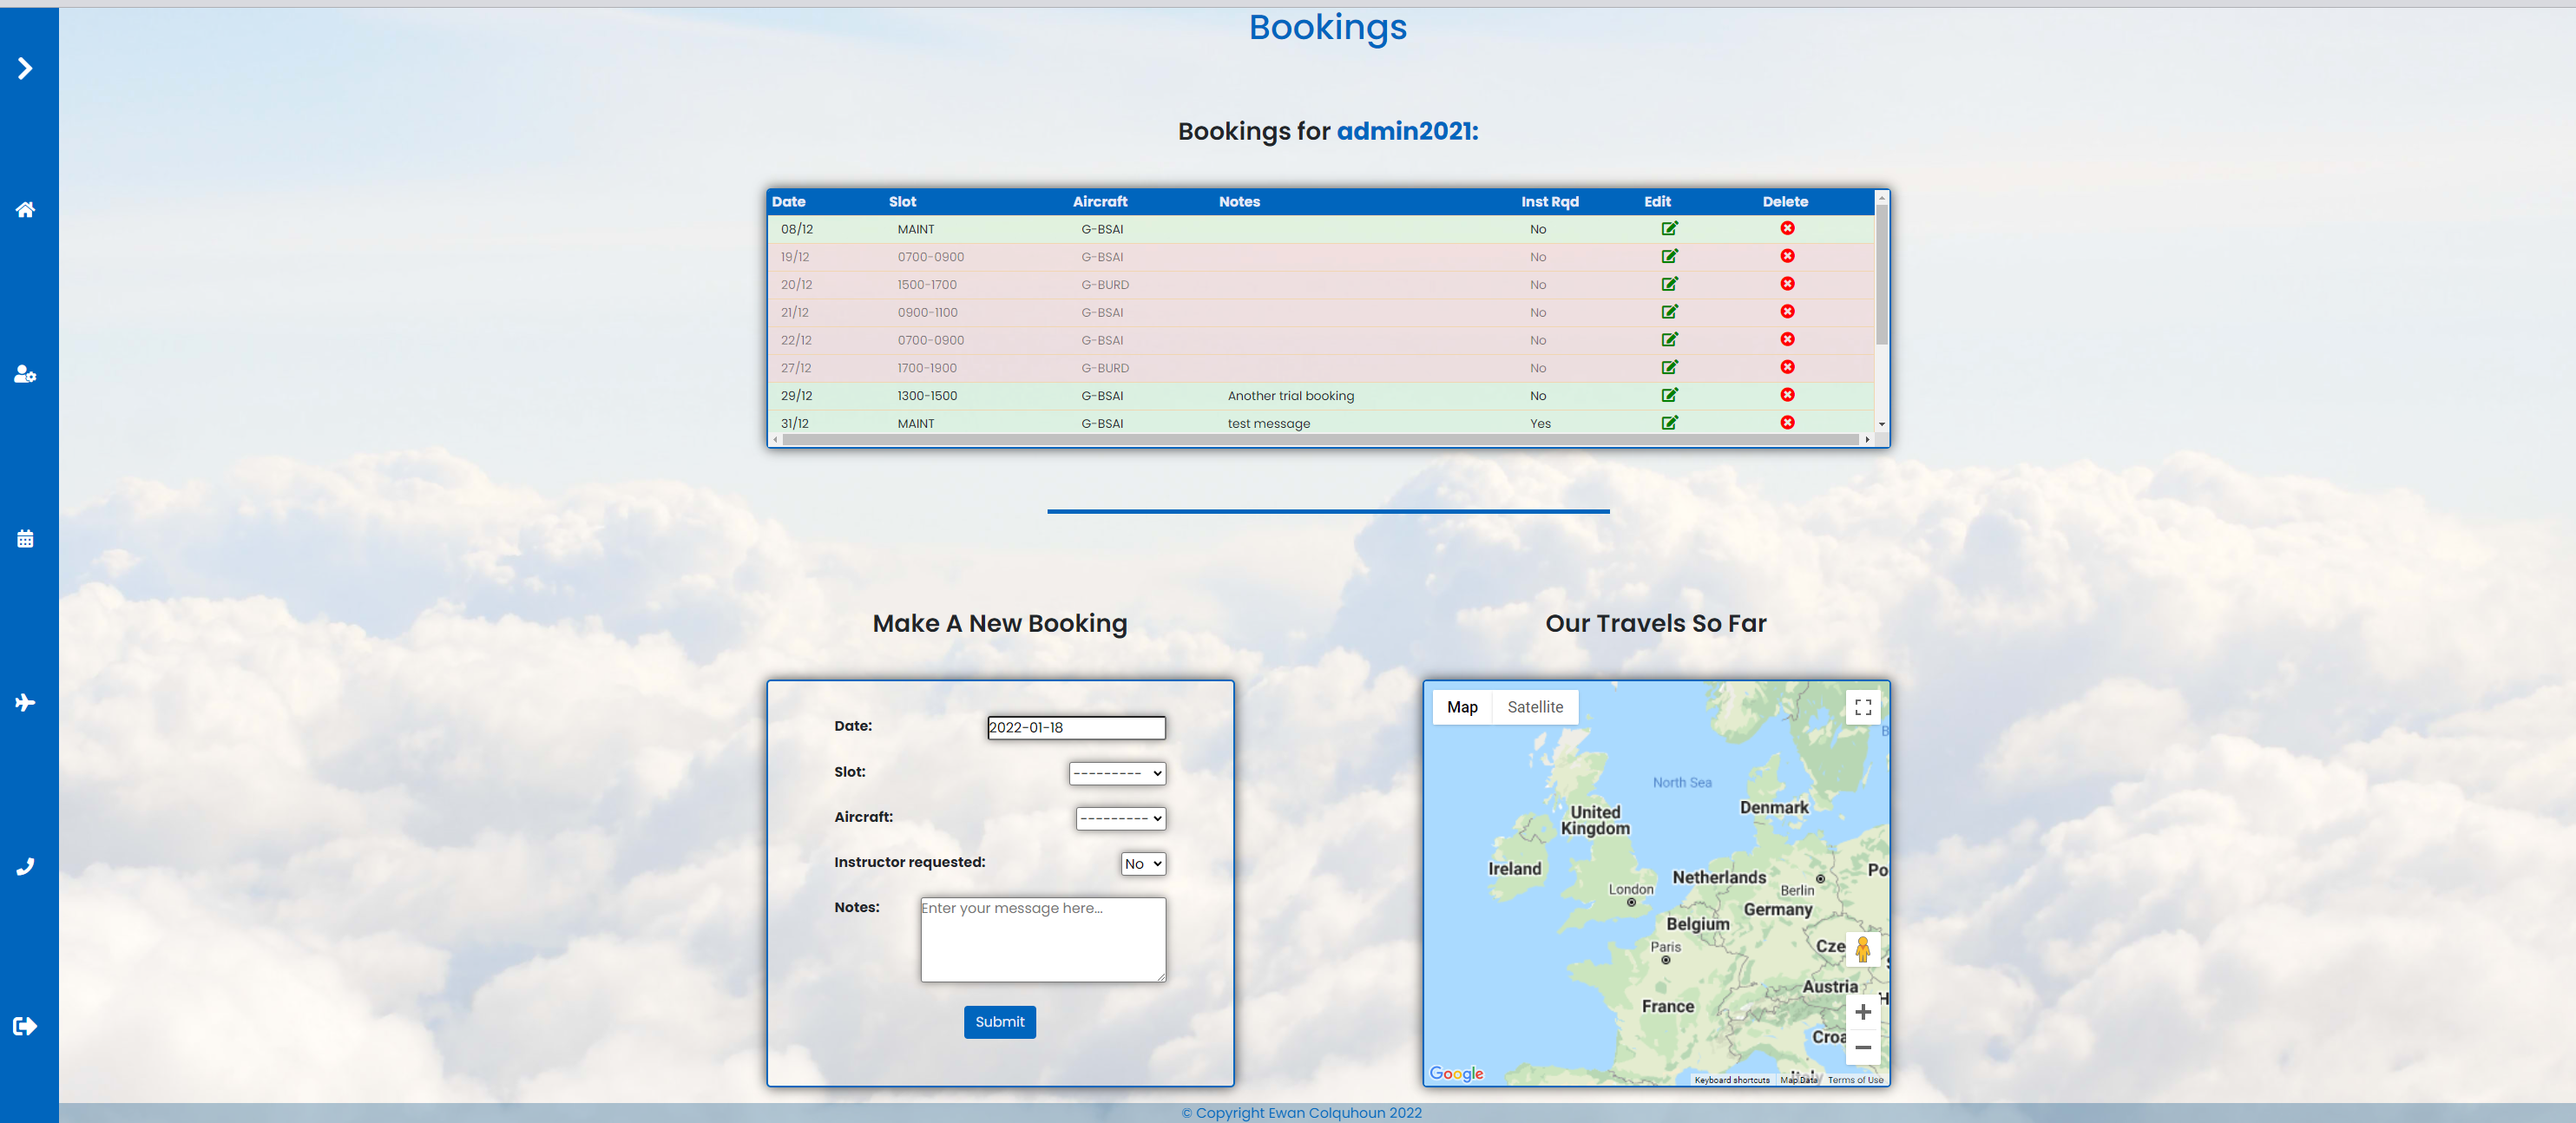 Bookings
Bookings for admin2021:
Date Slot Aircraft Notes Inst Rqd Edit Delete
08/12 MAINT G-BSAI No
19/12 0700-0900 G-BSAI No
20/12 1500-1700 G-BURD No
21/12 0900-1100 G-BSAI No
22/12 0700-0900 G-BSAI No
27/12 1700-1900 G-BURD No
29/12 1300-1500 G-BSAI Another trial booking No
31/12 MAINT G-BSAI test message Yes
Make A New Booking
Date: 2022-01-18
Slot: ---------
Aircraft: ---------
Instructor requested: No
Notes: Enter your message here...
Submit
Our Travels So Far
Map Satellite
B
North Sea
Denmark
United
Kingdom
Ireland
Netherlands
Po
London
Berlin
Germany
Belgium
Paris
Cze
Austria
H
France
Croa
Italy
Google
Keyboard shortcuts Map Data Terms of Use
© Copyright Ewan Colquhoun 2022